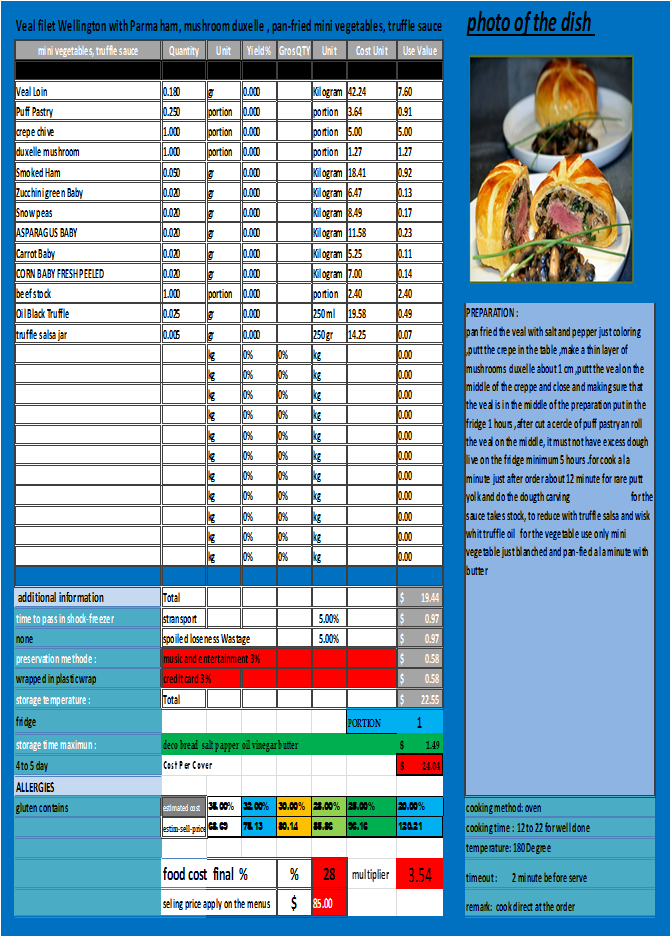 Veal filet Wellington with Parma ham, mushroom duxelle , pan-fried mini vegetables, truffle sauce
photo of the dish
mini vegetables, truffle sauce Quantity Unit Yield% GrosQTY Unit Cost Unit Use Value
Veal Loin 0.180 gr 0.000 Kilogram 42.24 7.60
Puff Pastry 0.250 portion 0.000 portion 3.64 0.91
crepe chive 1.000 portion 0.000 portion 5.00 5.00
duxelle mushroom 1.000 portion 0.000 portion 1.27 1.27
Smoked Ham 0.050 gr 0.000 Kilogram 18.41 0.92
Zucchini green Baby 0.020 gr 0.000 Kilogram 6.47 0.13
Snow peas 0.020 gr 0.000 Kilogram 8.49 0.17
ASPARAGUS BABY 0.020 gr 0.000 Kilogram 11.58 0.23
Carrot Baby 0.020 gr 0.000 Kilogram 5.25 0.11
CORN BABY FRESH PEELED 0.020 gr 0.000 Kilogram 7.00 0.14
beef stock 1.000 portion 0.000 portion 2.40 2.40
Oil Black Truffle 0.025 gr 0.000 250 ml 19.58 0.49
truffle salsa jar 0.005 gr 0.000 250 gr 14.25 0.07
kg 0% 0% kg 0.00
kg 0% 0% kg 0.00
kg 0% 0% kg 0.00
kg 0% 0% kg 0.00
kg 0% 0% kg 0.00
kg 0% 0% kg 0.00
kg 0% 0% kg 0.00
kg 0% 0% kg 0.00
kg 0% 0% kg 0.00
kg 0% 0% kg 0.00
kg 0% 0% kg 0.00
additional information Total $ 19.44
time to pass in shock-freezer stransport 5.00% $ 0.97
none spoiled loseness Wastage 5.00% $ 0.97
preservation methode : musk and entertainment 3% $ 0.58
wrapped in plastic wrap credit card 3% $ 0.58
storage temperature : Total $ 22.55
fridge PORTION 1
storage time maximun : deco bread salt papper oil vinegar butter $ 1.49
4 to 5 day Cost Per Cover $ 24.04
ALLERGIES
gluten contains estimated cost 35.00% 32.00% 30.00% 28.00% 25.00% 20.00%
estim-sell-price 68.69 75.13 80.14 85.86 96.16 120.21
food cost final % % 28 multiplier 3.54
seling price apply on the menus $ 85.00
PREPARATION :
pan fried the veal with salt and pepper just coloring
,putt the crepe in the table ,make a thin layer of
mushrooms duxelle about 1 cm ,putt the veal on the
middle of the creppe and close and making sure that
the veal is in the middle of the preparation put in the
fridge 1 hours ,after cut a cercle of puff pastry an roll
the veal on the middle, it must not have excess dough
live on the fridge minimum 5 hours .for cook a la
minute just after order about 12 minute for rare putt
yolk and do the dougth carving for the
sauce takes stock, to reduce with truffle salsa and wisk
whit truffle oil for the vegetable use only mini
vegetable just blanched and pan-fied a la minute with
butter
cooking method: oven
cooking time : 12 to 22 for well done
temperature: 180 Degree
timeout : 2 minute before serve
remark: cook direct at the order